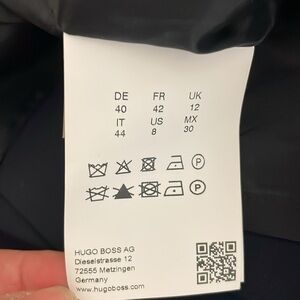 DE FR UK
40 42 12
IT US MX
44 8 30
P
P
HUGO BOSS AG
Dieselstrasse 12
72555 Metzingen
Germany
www.hugoboss.com